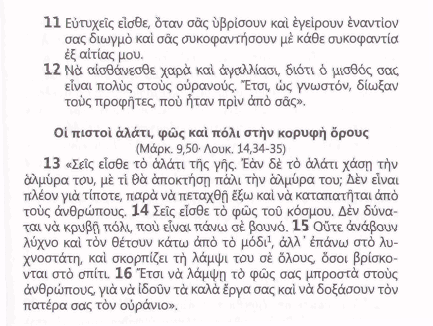 11 Εὐτυχεῖς εἶσθε, ὅταν σᾶς ὑβρίσουν καὶ ἐγείρουν ἐναντίον
σας διωγμὸ καὶ σᾶς συκοφαντήσουν μὲ κάθε συκοφαντία
ἐξ αἰτίας μου.
12 Νὰ αἰσθάνεσθε χαρὰ καὶ ἀγαλλίασι, διότι ὁ μισθός σας
εἶναι πολὺς στοὺς οὐρανούς. Ἔτσι, ὡς γνωστόν, δίωξαν
τοὺς προφῆτες, ποὺ ἦταν πρὶν ἀπὸ σᾶς».
Οἱ πιστοὶ ἁλάτι, φῶς καὶ πόλι στὴν κορυφὴ ὄρους
(Μάρκ. 9,50· Λουκ. 14,34-35)
13 «Σεῖς εἶσθε τὸ ἁλάτι τῆς γῆς. Ἐὰν δὲ τὸ ἁλάτι χάσῃ τὴν
ἁλμύρα του, μὲ τί θὰ ἀποκτήσῃ πάλι τὴν ἁλμύρα του; Δὲν εἶναι
πλέον γιὰ τίποτε, παρὰ νὰ πεταχθῇ ἔξω καὶ νὰ καταπατῆται ἀπὸ
τοὺς ἀνθρώπους. 14 Σεῖς εἶσθε τὸ φῶς τοῦ κόσμου. Δὲν δύνα-
ται νὰ κρυβῇ πόλι, ποὺ εἶναι πάνω σὲ βουνό. 15 Οὔτε ἀνάβουν
λύχνο καὶ τὸν θέτουν κάτω ἀπὸ τὸ μόδι¹, ἀλλ᾽ ἐπάνω στὸ λυ-
χνοστάτη, καὶ σκορπίζει τὴ λάμψι του σὲ ὅλους, ὅσοι βρίσκο-
νται στὸ σπίτι. 16 Ἔτσι νὰ λάμψῃ τὸ φῶς σας μπροστὰ στοὺς
ἀνθρώπους, γιὰ νὰ ἰδοῦν τὰ καλὰ ἔργα σας καὶ νὰ δοξάσουν τὸν
πατέρα σας τὸν οὐράνιο».